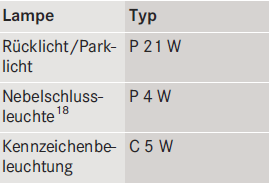 Lampe Typ
Rücklicht/Park- P 21 W
licht
Nebelschluss- P 4 W
leuchte18
Kennzeichenbe- C 5 W
leuchtung